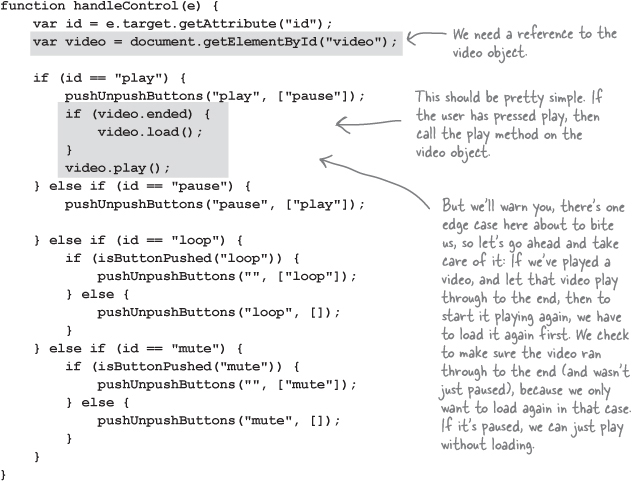 function handleControl(e) {
var id = e.target.getAttribute("id");
var video = document.getElementById("video");
We need a reference to the
video object.
if (id == "play") {
pushUnpushButtons("play", ["pause"]);
if (video.ended) {
video.load();
}
video.play();
This should be pretty simple. If
the user has pressed play, then
call the play method on the
video object.
} else if (id == "pause") {
pushUnpushButtons("pause", ["play"]);
} else if (id == "loop") {
if (isButtonPushed("loop")) {
pushUnpushButtons("", ["loop"]);
} else {
pushUnpushButtons("loop", []);
}
} else if (id == "mute") {
if (isButtonPushed("mute")) {
pushUnpushButtons("", ["mute"]);
} else {
pushUnpushButtons("mute", []);
}
}
}
But we'll warn you, there's one
edge case here about to bite
us, so let's go ahead and take
care of it: If we've played a
video, and let that video play
through to the end, then to
start it playing again, we have
to load it again first. We check
to make sure the video ran
through to the end (and wasn't
just paused), because we only
want to load again in that case.
If it's paused, we can just play
without loading.